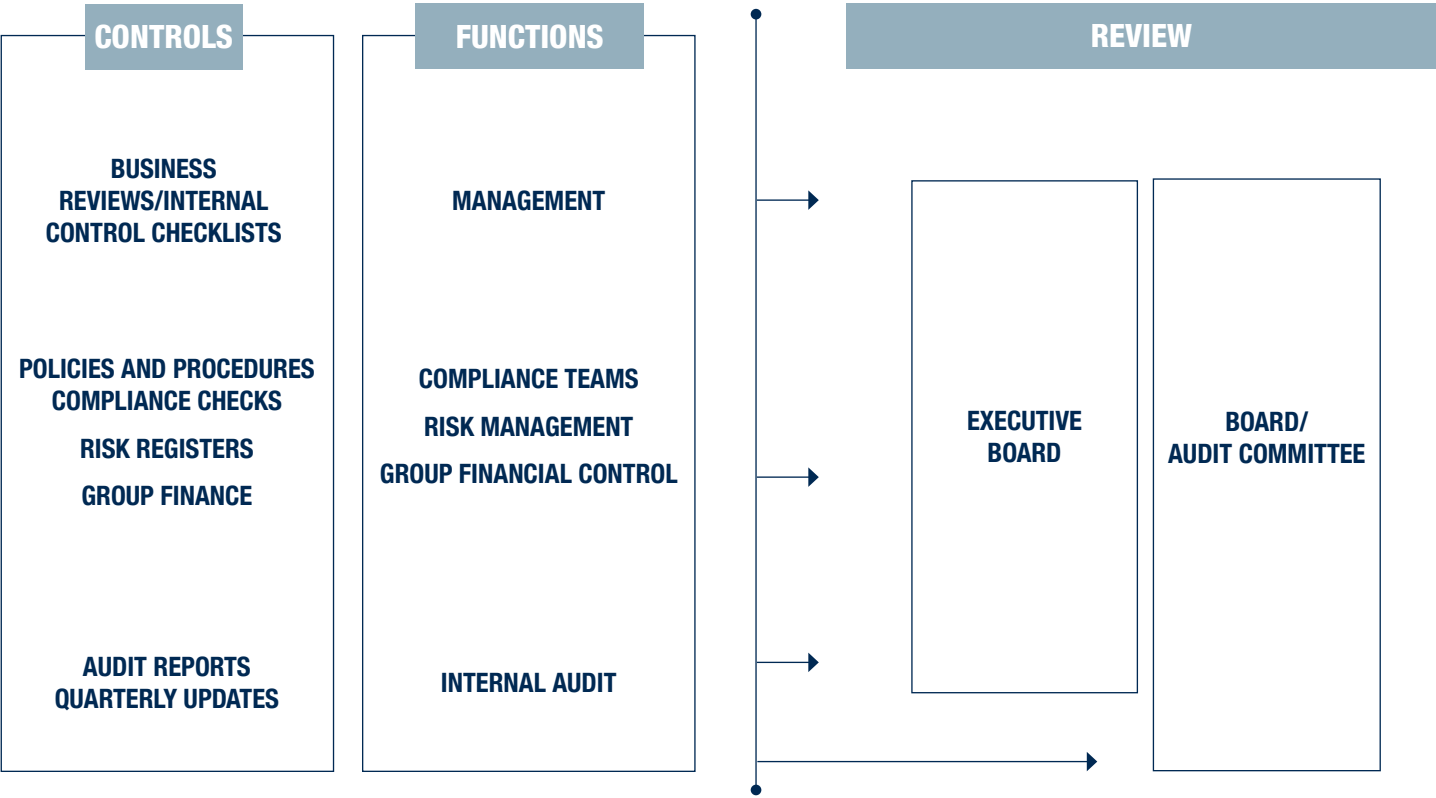 CONTROLS
BUSINESS
REVIEWS/INTERNAL
CONTROL CHECKLISTS
POLICIES AND PROCEDURES
COMPLIANCE CHECKS
RISK REGISTERS
GROUP FINANCE
AUDIT REPORTS
QUARTERLY UPDATES
FUNCTIONS
MANAGEMENT
COMPLIANCE TEAMS
RISK MANAGEMENT
GROUP FINANCIAL CONTROL
INTERNAL AUDIT
REVIEW
EXECUTIVE
BOARD
BOARD/
AUDIT COMMITTEE